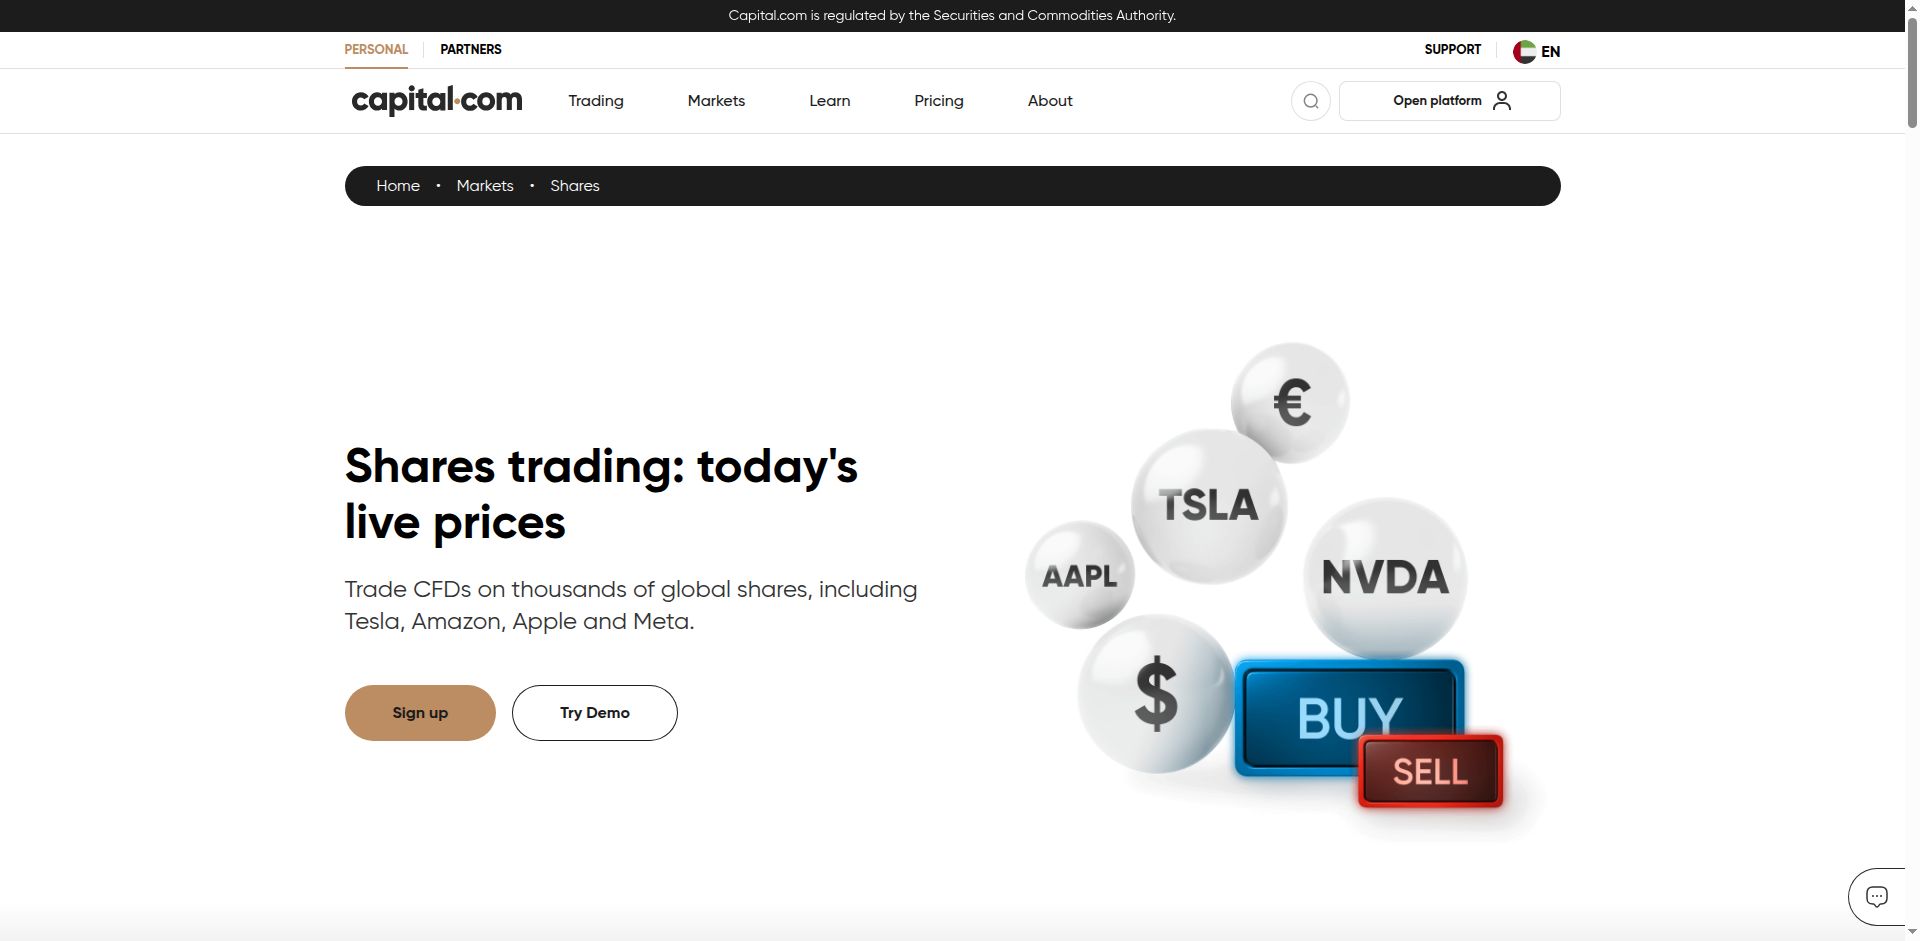 Capital.com is regulated by the Securities and Commodities Authority.
PERSONAL PARTNERS SUPPORT EN
capital.com Trading Markets Learn Pricing About Open platform
Home • Markets • Shares
€
TSLA
AAPL
NVDA
$
BUY
SELL
Shares trading: today's
live prices
Trade CFDs on thousands of global shares, including
Tesla, Amazon, Apple and Meta.
Sign up Try Demo